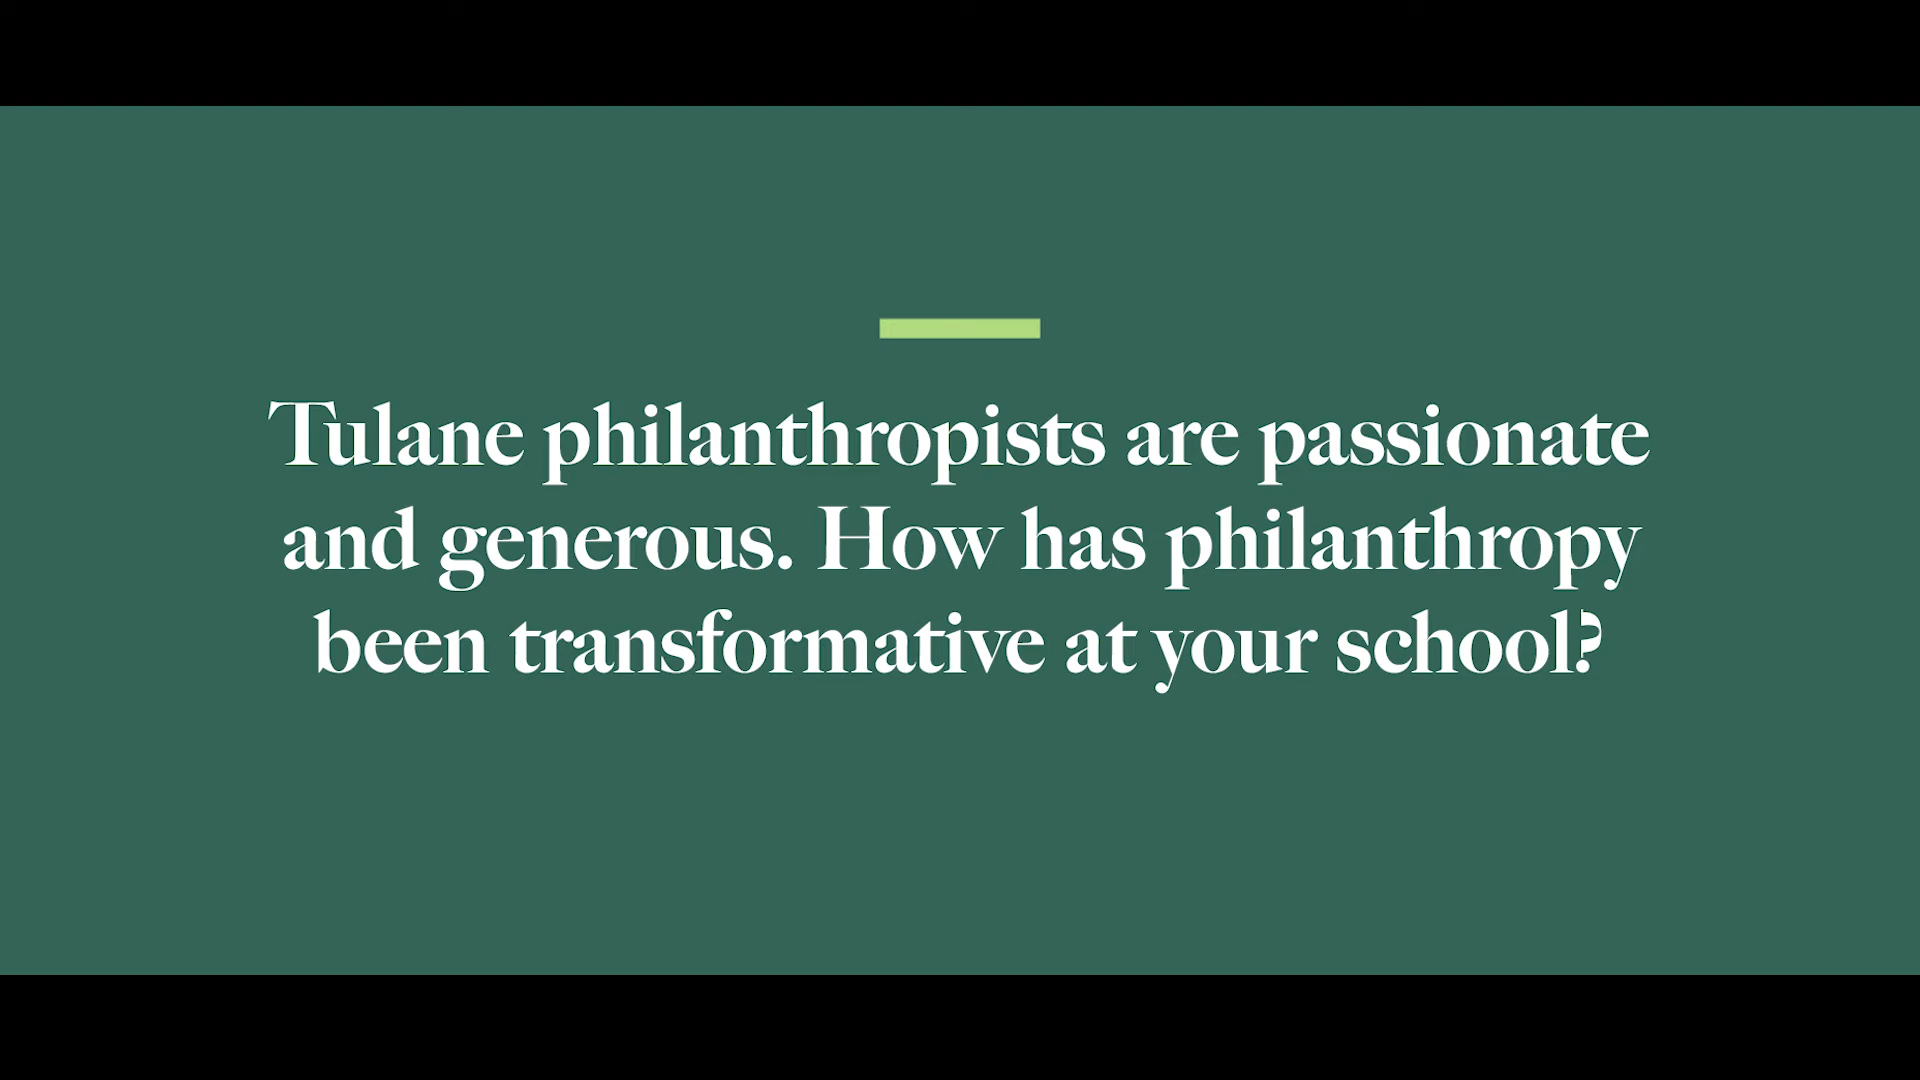 Tulane philanthropists are passionate
and generous. How has philanthropy
been transformative at your school?